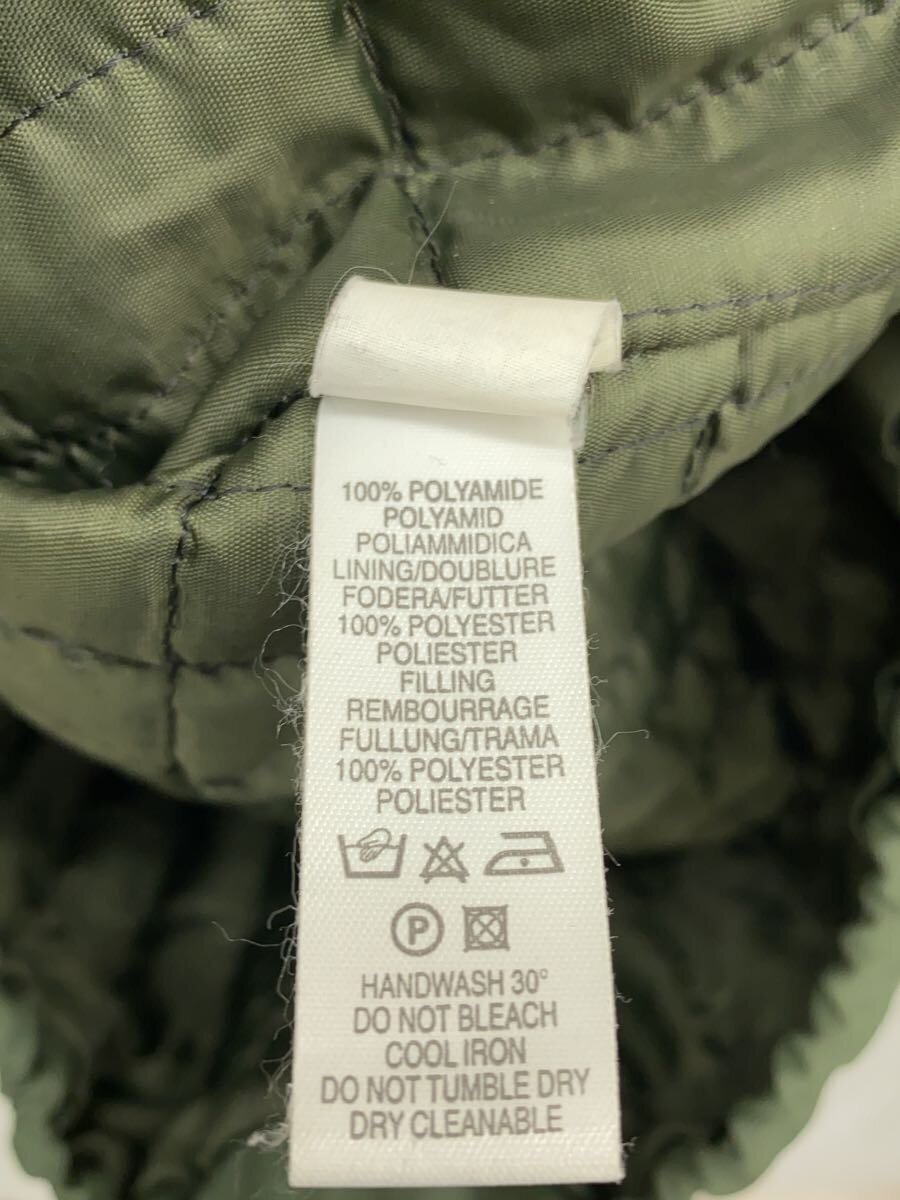 100% POLYAMIDE
POLYAMID
POLIAMMIDICA
LINING/DOUBLURE
FODERA/FUTTER
100% POLYESTER
POLIESTER
FILLING
REMBOURRAGE
FULLUNG/TRAMA
100% POLYESTER
POLIESTER
P
HANDWASH 30°
DO NOT BLEACH
COOL IRON
DO NOT TUMBLE DRY
DRY CLEANABLE